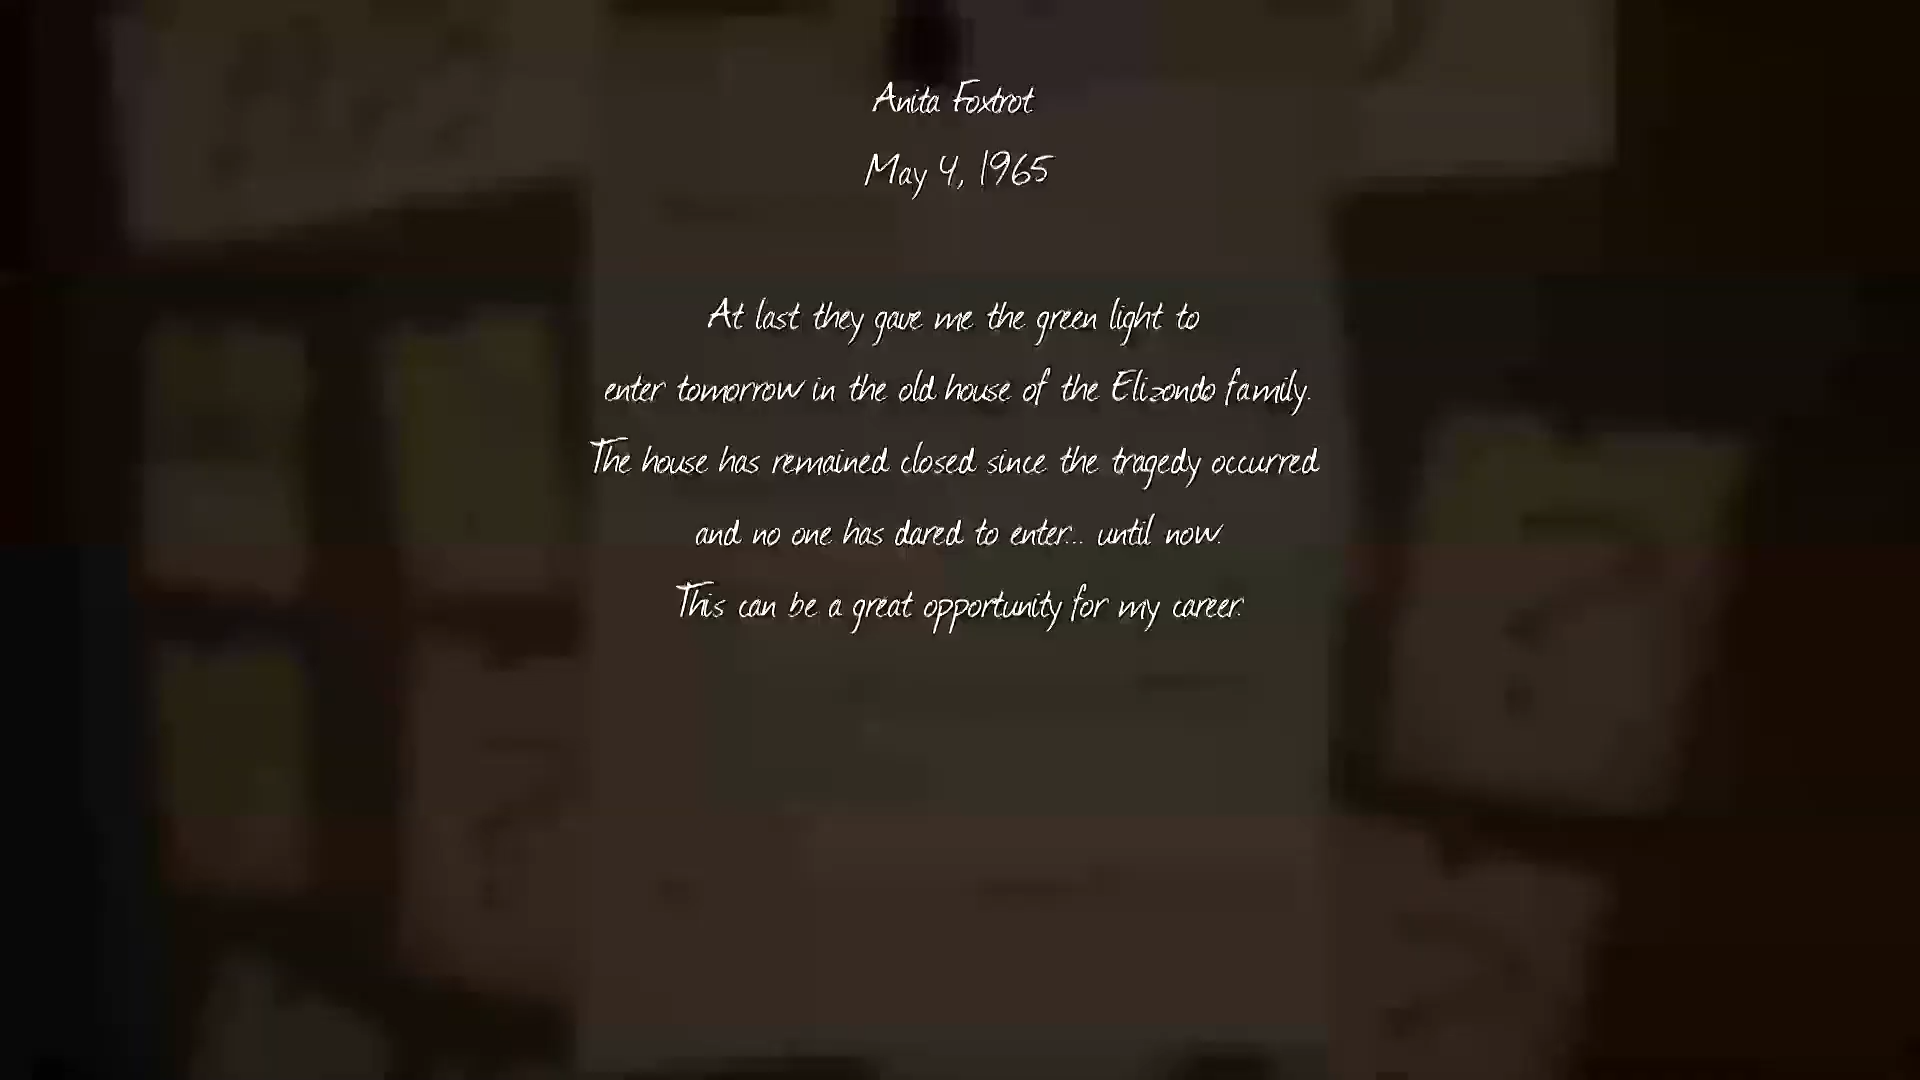 Anita Foxtrot
May 4, 1965
At last they gave me the green light to
enter tomorrow in the old house of the Elizondo family.
The house has remained closed since the tragedy occurred
and no one has dared to enter... until now.
This can be a great opportunity for my career.